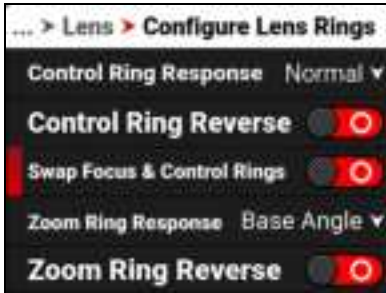 ... > Lens > Configure Lens Rings
Control Ring Response Normal
Control Ring Reverse
Swap Focus & Control Rings
Zoom Ring Response Base Angle
Zoom Ring Reverse